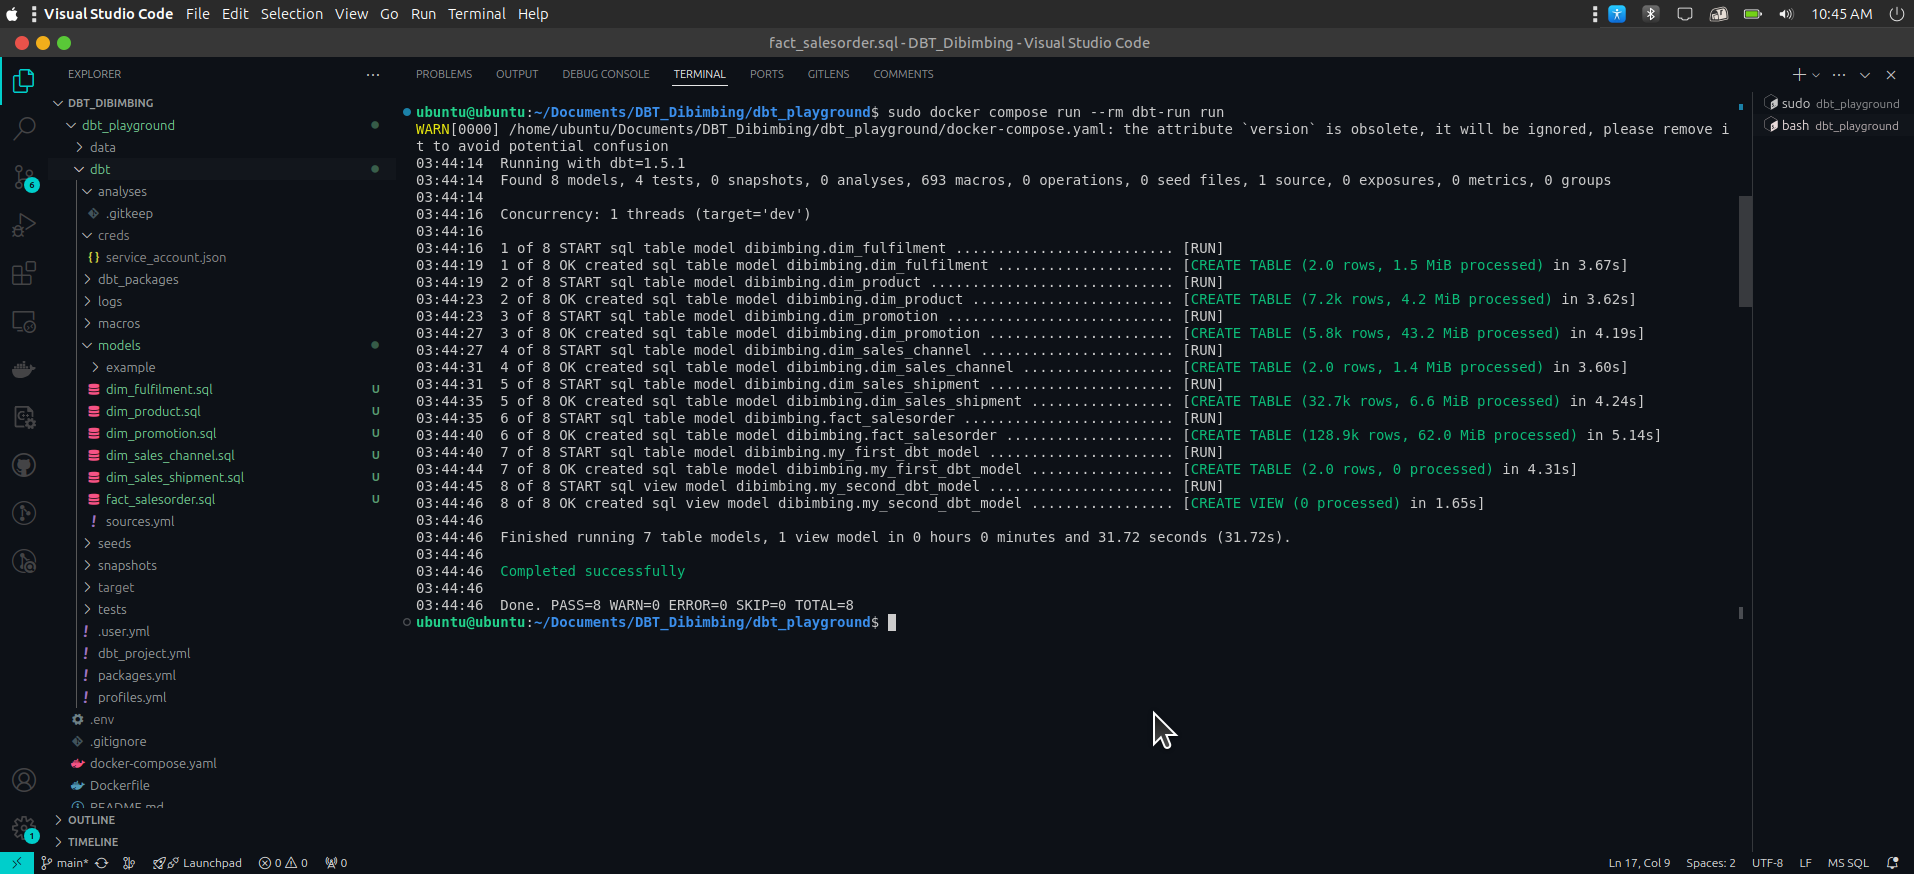 Visual Studio Code File Edit Selection View Go Run Terminal Help 10:45 AM
fact_salesorder.sql - DBT_Dibimbing - Visual Studio Code
EXPLORER
DBT_DIBIMBING
dbt_playground
data
dbt
analyses
.gitkeep
creds
{} service_account.json
dbt_packages
logs
macros
models
example
dim_fulfilment.sql U
dim_product.sql U
dim_promotion.sql U
dim_sales_channel.sql U
dim_sales_shipment.sql U
fact_salesorder.sql U
! sources.yml
seeds
snapshots
target
tests
! .user.yml
! dbt_project.yml
! packages.yml
! profiles.yml
.env
.gitignore
docker-compose.yaml
Dockerfile
README.md
OUTLINE
TIMELINE
6
1
PROBLEMS OUTPUT DEBUG CONSOLE TERMINAL PORTS GITLENS COMMENTS
ubuntu@ubuntu:~/Documents/DBT_Dibimbing/dbt_playground$ sudo docker compose run --rm dbt-run run
WARN[0000] /home/ubuntu/Documents/DBT_Dibimbing/dbt_playground/docker-compose.yaml: the attribute `version` is obsolete, it will be ignored, please remove i
t to avoid potential confusion
03:44:14  Running with dbt=1.5.1
03:44:14  Found 8 models, 4 tests, 0 snapshots, 0 analyses, 693 macros, 0 operations, 0 seed files, 1 source, 0 exposures, 0 metrics, 0 groups
03:44:14
03:44:16  Concurrency: 1 threads (target='dev')
03:44:16
03:44:16  1 of 8 START sql table model dibimbing.dim_fulfilment .......................... [RUN]
03:44:19  1 of 8 OK created sql table model dibimbing.dim_fulfilment ..................... [CREATE TABLE (2.0 rows, 1.5 MiB processed) in 3.67s]
03:44:19  2 of 8 START sql table model dibimbing.dim_product ............................. [RUN]
03:44:23  2 of 8 OK created sql table model dibimbing.dim_product ........................ [CREATE TABLE (7.2k rows, 4.2 MiB processed) in 3.62s]
03:44:23  3 of 8 START sql table model dibimbing.dim_promotion ........................... [RUN]
03:44:27  3 of 8 OK created sql table model dibimbing.dim_promotion ...................... [CREATE TABLE (5.8k rows, 43.2 MiB processed) in 4.19s]
03:44:27  4 of 8 START sql table model dibimbing.dim_sales_channel ....................... [RUN]
03:44:31  4 of 8 OK created sql table model dibimbing.dim_sales_channel .................. [CREATE TABLE (2.0 rows, 1.4 MiB processed) in 3.60s]
03:44:31  5 of 8 START sql table model dibimbing.dim_sales_shipment ...................... [RUN]
03:44:35  5 of 8 OK created sql table model dibimbing.dim_sales_shipment ................. [CREATE TABLE (32.7k rows, 6.6 MiB processed) in 4.24s]
03:44:35  6 of 8 START sql table model dibimbing.fact_salesorder ......................... [RUN]
03:44:40  6 of 8 OK created sql table model dibimbing.fact_salesorder .................... [CREATE TABLE (128.9k rows, 62.0 MiB processed) in 5.14s]
03:44:40  7 of 8 START sql table model dibimbing.my_first_dbt_model ...................... [RUN]
03:44:44  7 of 8 OK created sql table model dibimbing.my_first_dbt_model ................. [CREATE TABLE (2.0 rows, 0 processed) in 4.31s]
03:44:45  8 of 8 START sql view model dibimbing.my_second_dbt_model ...................... [RUN]
03:44:46  8 of 8 OK created sql view model dibimbing.my_second_dbt_model ................. [CREATE VIEW (0 processed) in 1.65s]
03:44:46
03:44:46  Finished running 7 table models, 1 view model in 0 hours 0 minutes and 31.72 seconds (31.72s).
03:44:46
03:44:46  Completed successfully
03:44:46
03:44:46  Done. PASS=8 WARN=0 ERROR=0 SKIP=0 TOTAL=8
ubuntu@ubuntu:~/Documents/DBT_Dibimbing/dbt_playground$
sudo dbt_playground
bash dbt_playground
main* Launchpad 0 0 0 Ln 17, Col 9 Spaces: 2 UTF-8 LF MS SQL